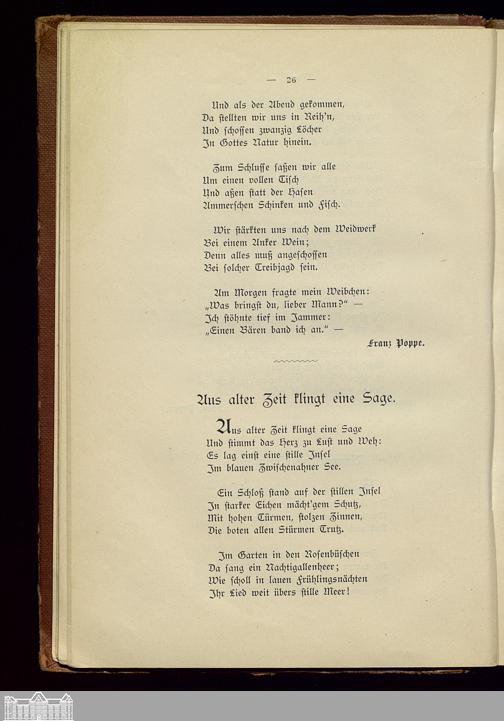 — 26 —
Und als der Abend gekommen,
Da stellten wir uns in Reih'n,
Und schossen zwanzig Löcher
In Gottes Natur hinein.
Zum Schlusse saßen wir alle
Um einen vollen Tisch
Und aßen statt der Hasen
Ammerschen Schinken und Fisch.
Wir stärkten uns nach dem Weidwerk
Bei einem Anker Wein;
Denn alles muß angeschossen
Bei solcher Treibjagd sein.
Am Morgen fragte mein Weibchen:
„Was bringst du, lieber Mann?“ —
Ich stöhnte tief im Jammer:
„Einen Bären band ich an.“ —
Franz Poppe.
Aus alter Zeit klingt eine Sage.
Aus alter Zeit klingt eine Sage
Und stimmt das Herz zu Lust und Weh:
Es lag einst eine stille Insel
Im blauen Zwischenahner See.
Ein Schloß stand auf der stillen Insel
In starker Eichen mächt'gem Schutz,
Mit hohen Türmen, stolzen Zinnen,
Die boten allen Stürmen Trutz.
Im Garten in den Rosenbüschen
Da sang ein Nachtigallenheer;
Wie scholl in lauen Frühlingsnächten
Ihr Lied weit übers stille Meer!